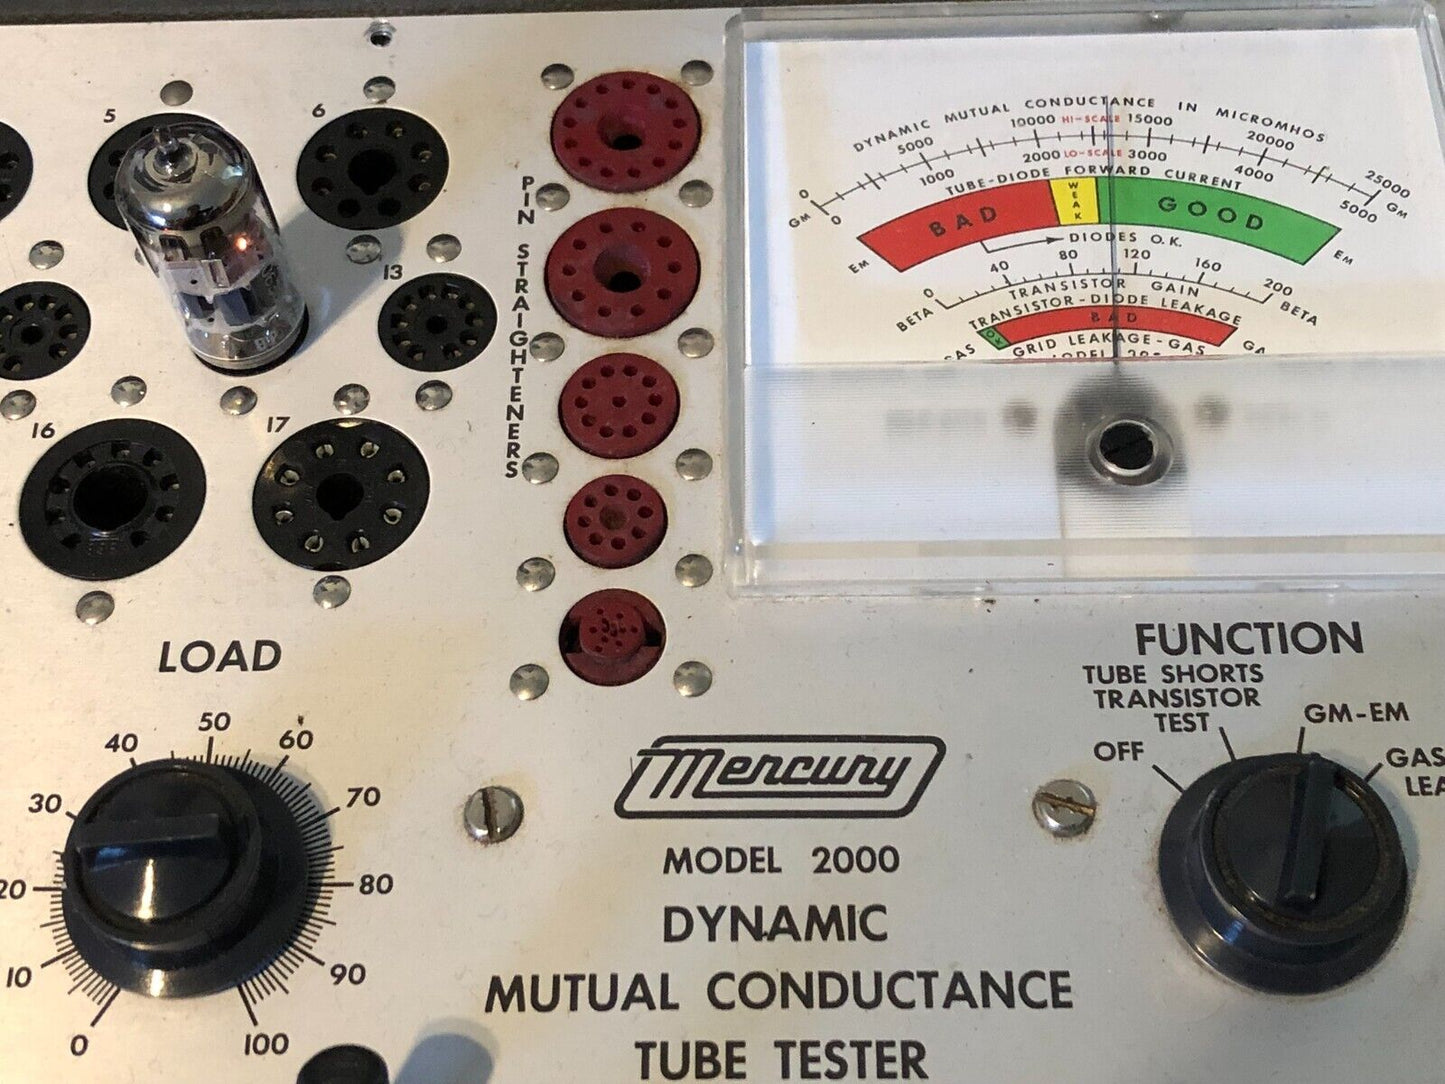 5
6
13
16
17
PIN STRAIGHTENERS
DYNAMIC MUTUAL CONDUCTANCE IN MICROMHOS
0 5000 10000 HI-SCALE 15000 20000 25000
GM 0 1000 2000 LO-SCALE 3000 4000 5000 GM
TUBE-DIODE FORWARD CURRENT
BAD WEAK GOOD
EM DIODES O.K. EM
BETA 0 40 80 120 160 200 BETA
TRANSISTOR GAIN
TRANSISTOR-DIODE LEAKAGE
BAD
GRID LEAKAGE-GAS
LOAD
0 10 20 30 40 50 60 70 80 90 100
Mercury
MODEL 2000
DYNAMIC
MUTUAL CONDUCTANCE
TUBE TESTER
FUNCTION
OFF
TUBE SHORTS
TRANSISTOR
TEST
GM-EM
GAS